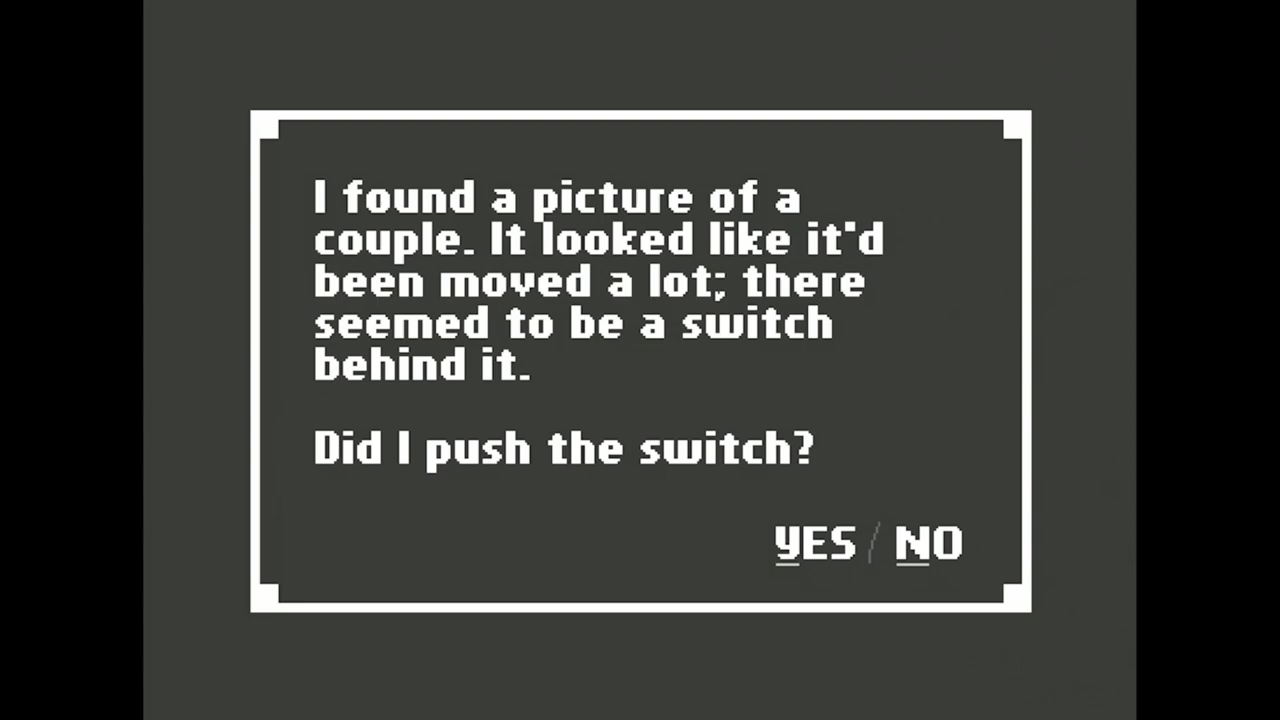 I found a picture of a
couple. It looked like it'd
been moved a lot; there
seemed to be a switch
behind it.
Did I push the switch?
YES / NO